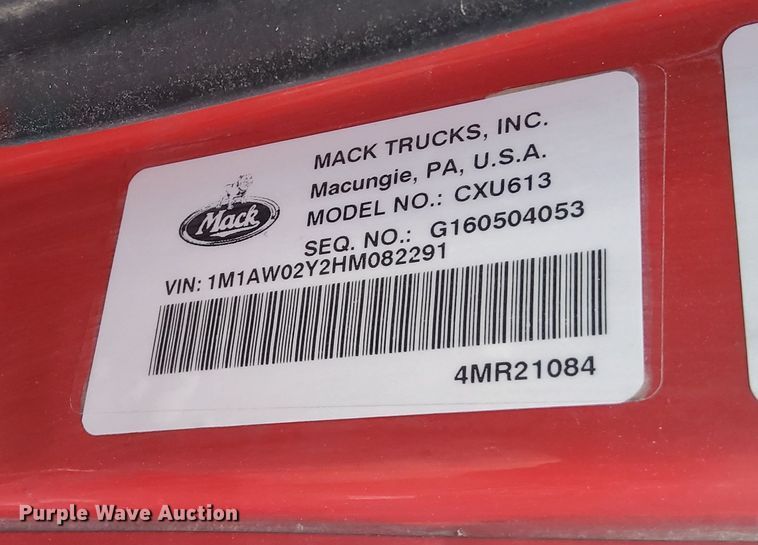 MACK TRUCKS, INC.
Macungie, PA, U.S.A.
MODEL NO.: CXU613
SEQ. NO.: G160504053
Mack
VIN: 1M1AW02Y2HM082291
4MR21084
Purple Wave Auction